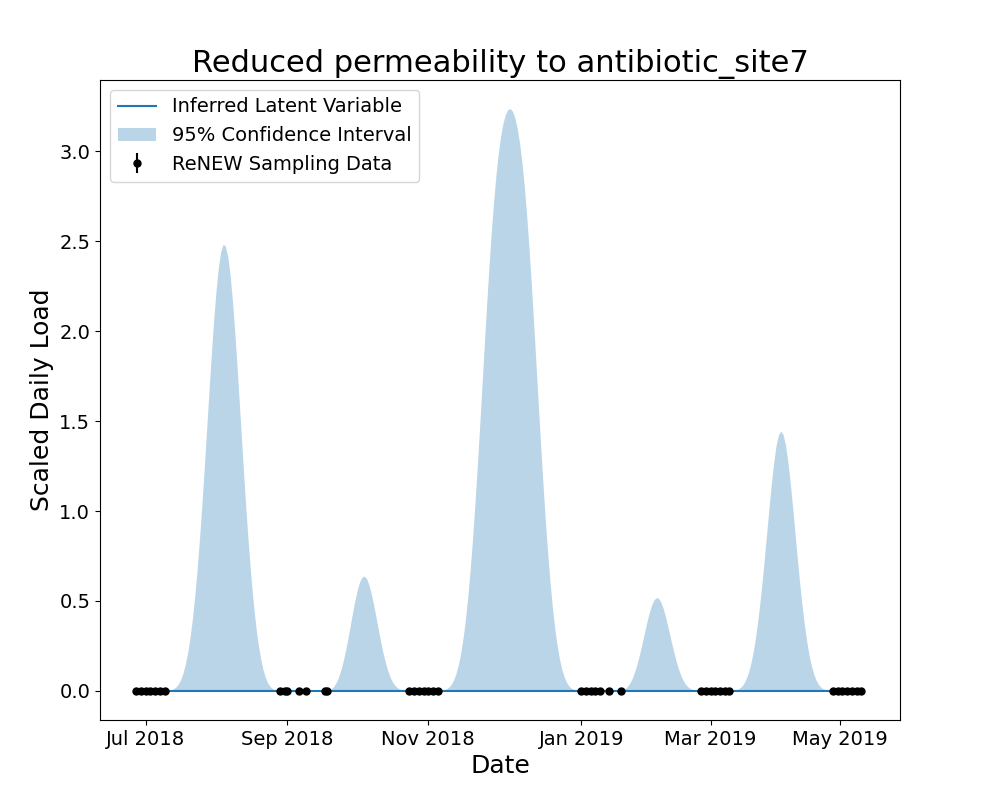 Reduced permeability to antibiotic_site7
Inferred Latent Variable
95% Confidence Interval
ReNEW Sampling Data
Scaled Daily Load
3.0
2.5
2.0
1.5
1.0
0.5
0.0
Jul 2018 Sep 2018 Nov 2018 Jan 2019 Mar 2019 May 2019
Date